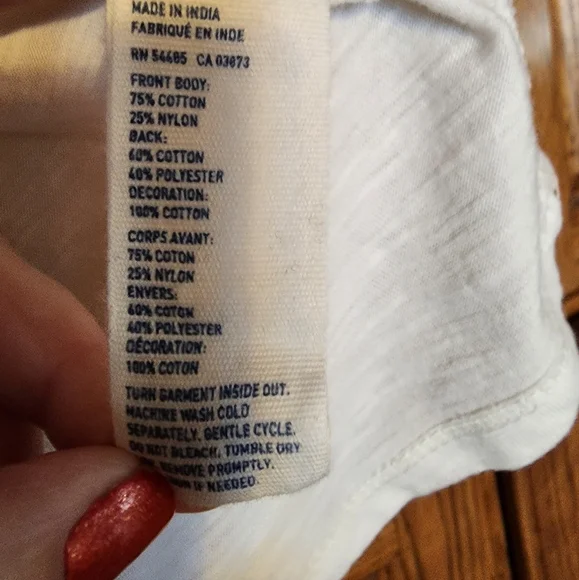 MADE IN INDIA
FABRIQUÉ EN INDE
RN 54605 CA 03073
FRONT BODY:
75% COTTON
25% NYLON
BACK:
60% COTTON
40% POLYESTER
DECORATION:
100% COTTON
CORPS AVANT:
75% COTON
25% NYLON
ENVERS:
60% COTON
40% POLYESTER
DÉCORATION:
100% COTON
TURN GARMENT INSIDE OUT.
MACHINE WASH COLD
SEPARATELY. GENTLE CYCLE.
DO NOT BLEACH. TUMBLE DRY
REMOVE PROMPTLY.
IF NEEDED.